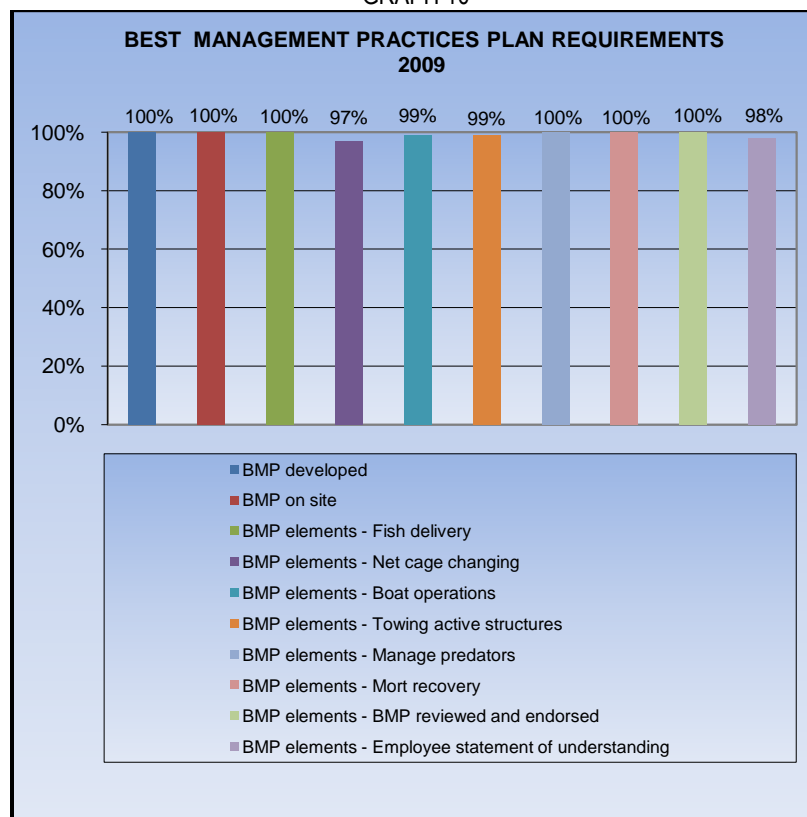 BEST MANAGEMENT PRACTICES PLAN REQUIREMENTS
2009
100% 100% 100% 97% 99% 99% 100% 100% 100% 98%
100%
80%
60%
40%
20%
0%
BMP developed
BMP on site
BMP elements - Fish delivery
BMP elements - Net cage changing
BMP elements - Boat operations
BMP elements - Towing active structures
BMP elements - Manage predators
BMP elements - Mort recovery
BMP elements - BMP reviewed and endorsed
BMP elements - Employee statement of understanding